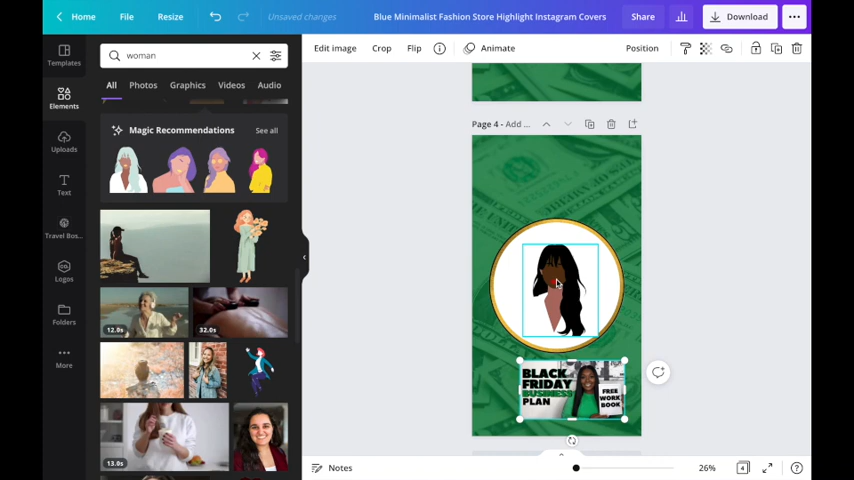 Home File Resize Unsaved changes Blue Minimalist Fashion Store Highlight Instagram Covers Share Download
woman
Edit image Crop Flip Animate Position
Templates
All Photos Graphics Videos Audio
Elements
Magic Recommendations See all
Page 4 - Add ...
Uploads
Text
Travel Bos...
Logos
Folders
More
12.0s
32.0s
13.0s
BLACK
FRIDAY
BUSINESS
PLAN
FREE
WORK
BOOK
Notes 26% 4